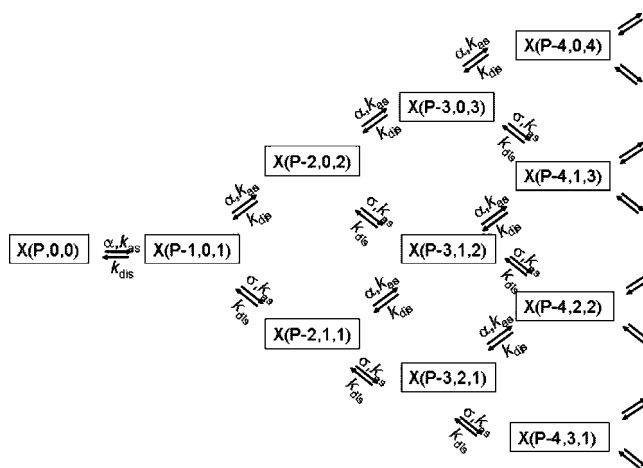 X(P-4,0,4)
α,kas
kdis
X(P-3,0,3)
α,kas
kdis
σ,kas
kdis
X(P-2,0,2)
X(P-4,1,3)
α,kas
kdis
σ,kas
kdis
α,kas
kdis
X(P,0,0)
α,kas
kdis
X(P-1,0,1)
X(P-3,1,2)
σ,kas
kdis
α,kas
kdis
σ,kas
kdis
X(P-4,2,2)
X(P-2,1,1)
α,kas
kdis
σ,kas
kdis
X(P-3,2,1)
σ,kas
kdis
X(P-4,3,1)